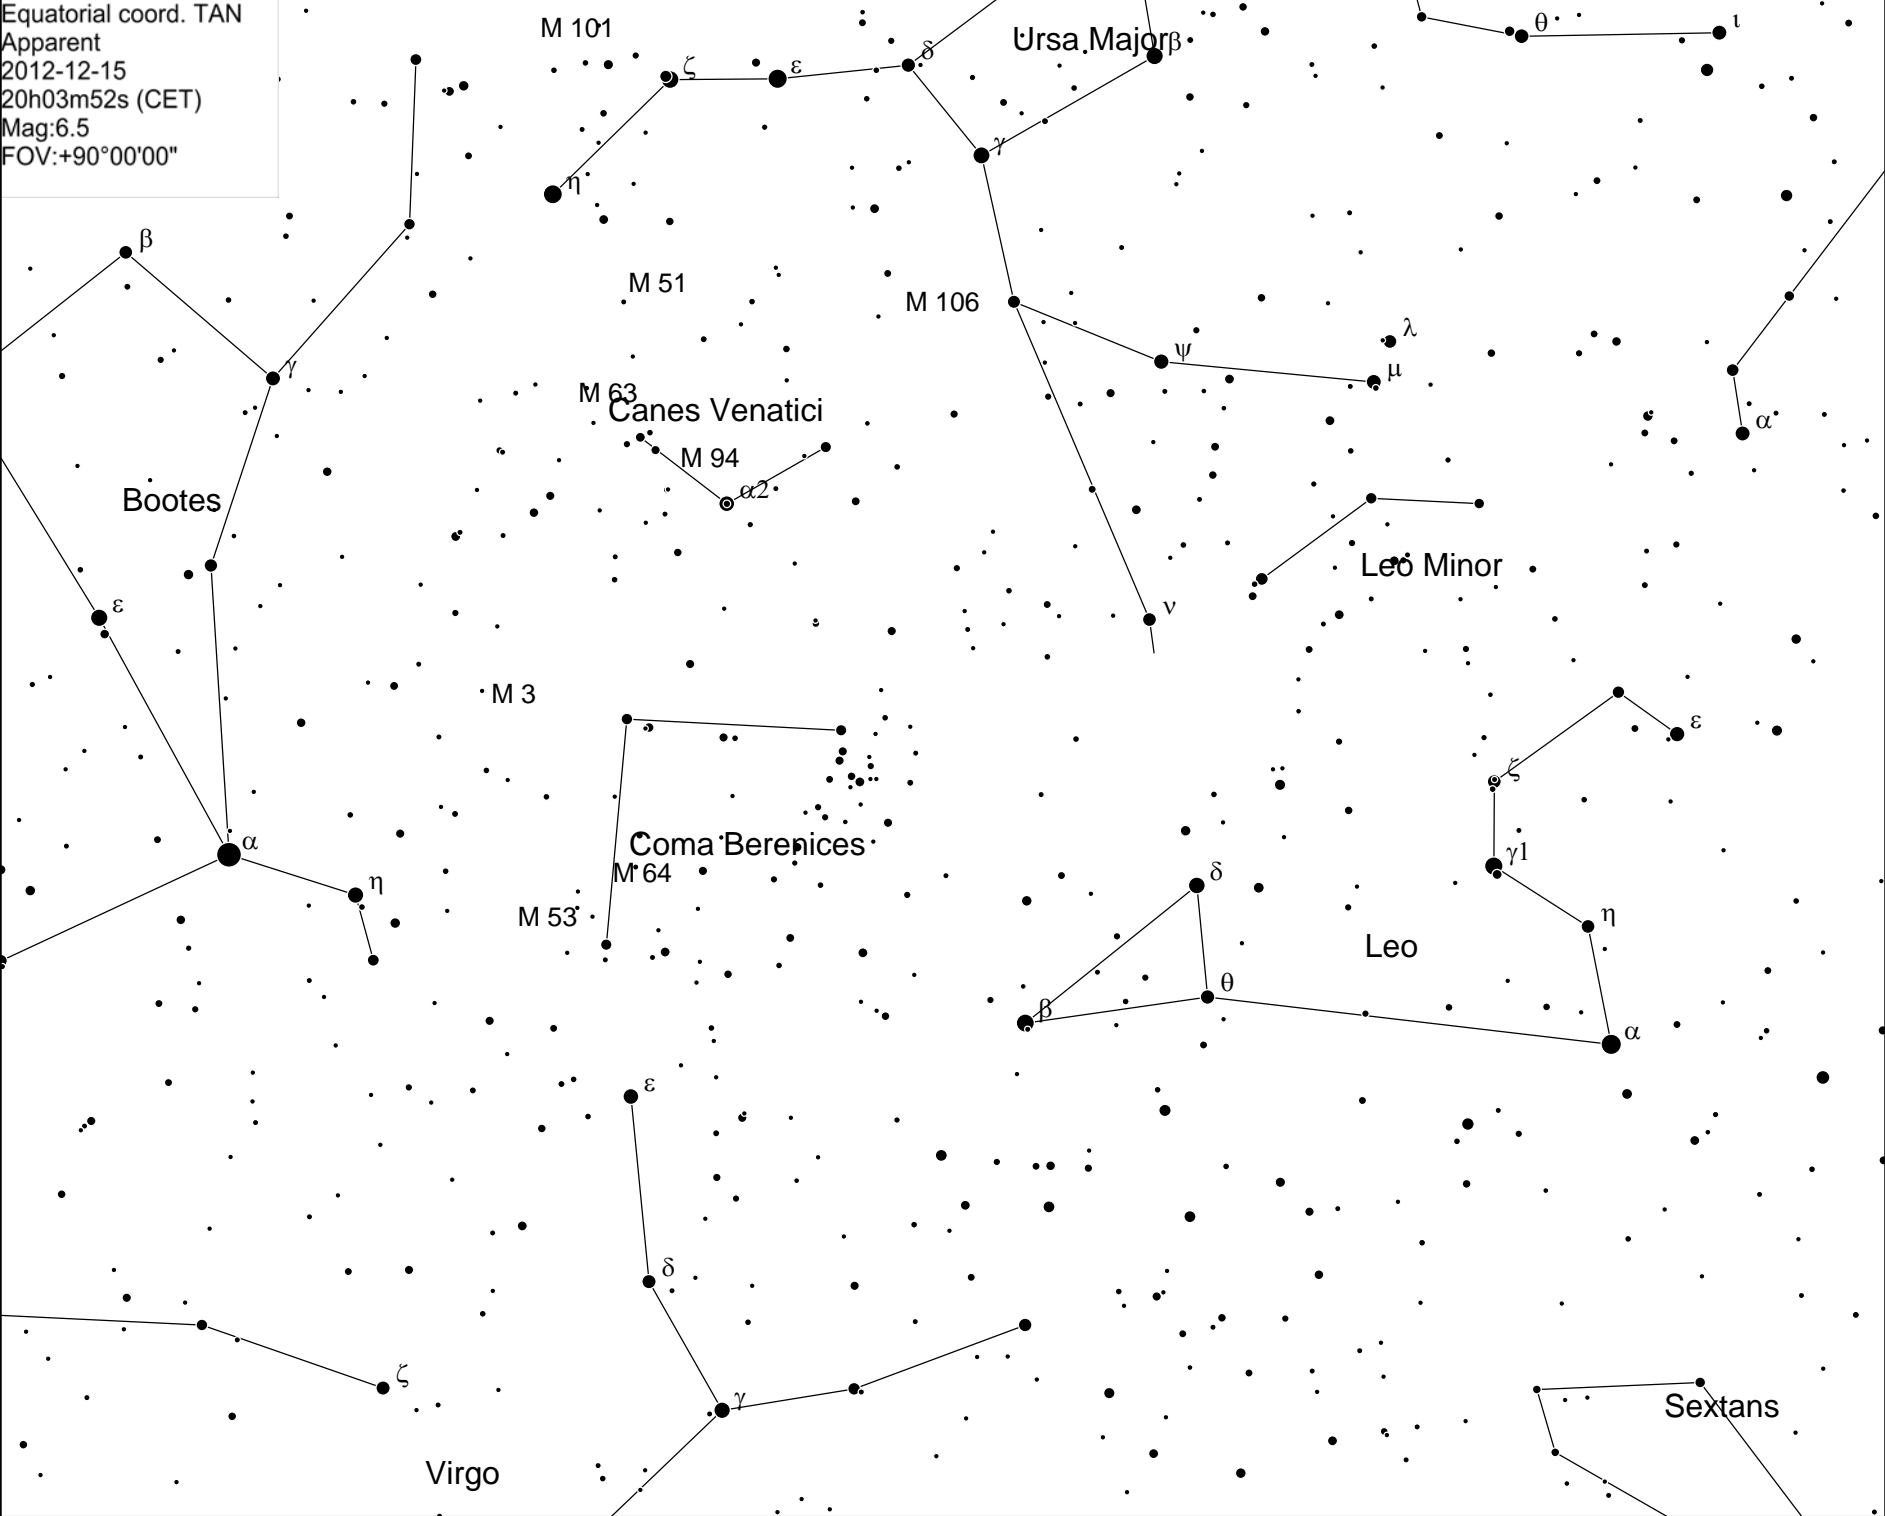 Equatorial coord. TAN
Apparent
2012-12-15
20h03m52s (CET)
Mag:6.5
FOV:+90°00'00"
M 101
Ursa Major
β
δ
ζ
ε
θ
ι
γ
η
β
M 51
M 106
λ
ψ
μ
γ
M 63
Canes Venatici
α
M 94
α2
Bootes
Leo Minor
ε
ν
M 3
ε
ζ
α
Coma Berenices
γ1
M 64
δ
η
M 53
η
Leo
θ
β
α
ε
δ
ζ
γ
Sextans
Virgo